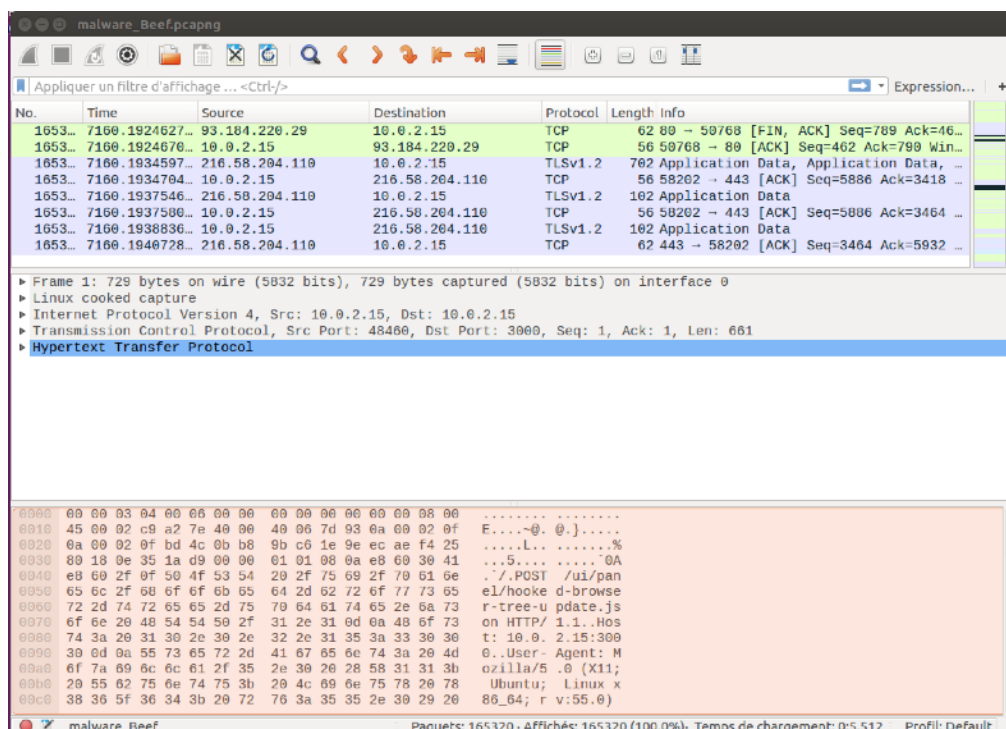 malware_Beef.pcapng
Appliquer un filtre d'affichage ... <Ctrl-/>
Expression...
+
No. Time Source Destination Protocol Length Info
1653… 7160.1924627… 93.184.220.29 10.0.2.15 TCP 62 80 → 50768 [FIN, ACK] Seq=789 Ack=46…
1653… 7160.1924670… 10.0.2.15 93.184.220.29 TCP 56 50768 → 80 [ACK] Seq=462 Ack=790 Win…
1653… 7160.1934597… 216.58.204.110 10.0.2.15 TLSv1.2 702 Application Data, Application Data, …
1653… 7160.1934704… 10.0.2.15 216.58.204.110 TCP 56 58202 → 443 [ACK] Seq=5886 Ack=3418 …
1653… 7160.1937546… 216.58.204.110 10.0.2.15 TLSv1.2 102 Application Data
1653… 7160.1937580… 10.0.2.15 216.58.204.110 TCP 56 58202 → 443 [ACK] Seq=5886 Ack=3464 …
1653… 7160.1938836… 10.0.2.15 216.58.204.110 TLSv1.2 102 Application Data
1653… 7160.1940728… 216.58.204.110 10.0.2.15 TCP 62 443 → 58202 [ACK] Seq=3464 Ack=5932 …
Frame 1: 729 bytes on wire (5832 bits), 729 bytes captured (5832 bits) on interface 0
Linux cooked capture
Internet Protocol Version 4, Src: 10.0.2.15, Dst: 10.0.2.15
Transmission Control Protocol, Src Port: 48460, Dst Port: 3000, Seq: 1, Ack: 1, Len: 661
Hypertext Transfer Protocol
0000 00 00 03 04 00 06 00 00 00 00 00 00 00 00 08 00 ........ ........
0010 45 00 02 c9 a2 7e 40 00 40 06 7d 93 0a 00 02 0f E....~@. @.}.....
0020 0a 00 02 0f bd 4c 0b b8 9b c6 1e 9e ec ae f4 25 .....L.. .......%
0030 80 18 0e 35 1a d9 00 00 01 01 08 0a e8 60 30 41 ...5.... .....`0A
0040 e8 60 2f 0f 50 4f 53 54 20 2f 75 69 2f 70 61 6e .`/.POST /ui/pan
0050 65 6c 2f 68 6f 6f 6b 65 64 2d 62 72 6f 77 73 65 el/hooke d-browse
0060 72 2d 74 72 65 65 2d 75 70 64 61 74 65 2e 6a 73 r-tree-u pdate.js
0070 6f 6e 20 48 54 54 50 2f 31 2e 31 0d 0a 48 6f 73 on HTTP/ 1.1..Hos
0080 74 3a 20 31 30 2e 30 2e 32 2e 31 35 3a 33 30 30 t: 10.0. 2.15:300
0090 30 0d 0a 55 73 65 72 2d 41 67 65 6e 74 3a 20 4d 0..User- Agent: M
00a0 6f 7a 69 6c 6c 61 2f 35 2e 30 20 28 58 31 31 3b ozilla/5 .0 (X11;
00b0 20 55 62 75 6e 74 75 3b 20 4c 69 6e 75 78 20 78 Ubuntu; Linux x
00c0 38 36 5f 36 34 3b 20 72 76 3a 35 35 2e 30 29 20 86_64; r v:55.0)
malware_Beef Paquets: 165320 · Affichés: 165320 (100.0%) · Temps de chargement: 0:5.512 Profil: Default